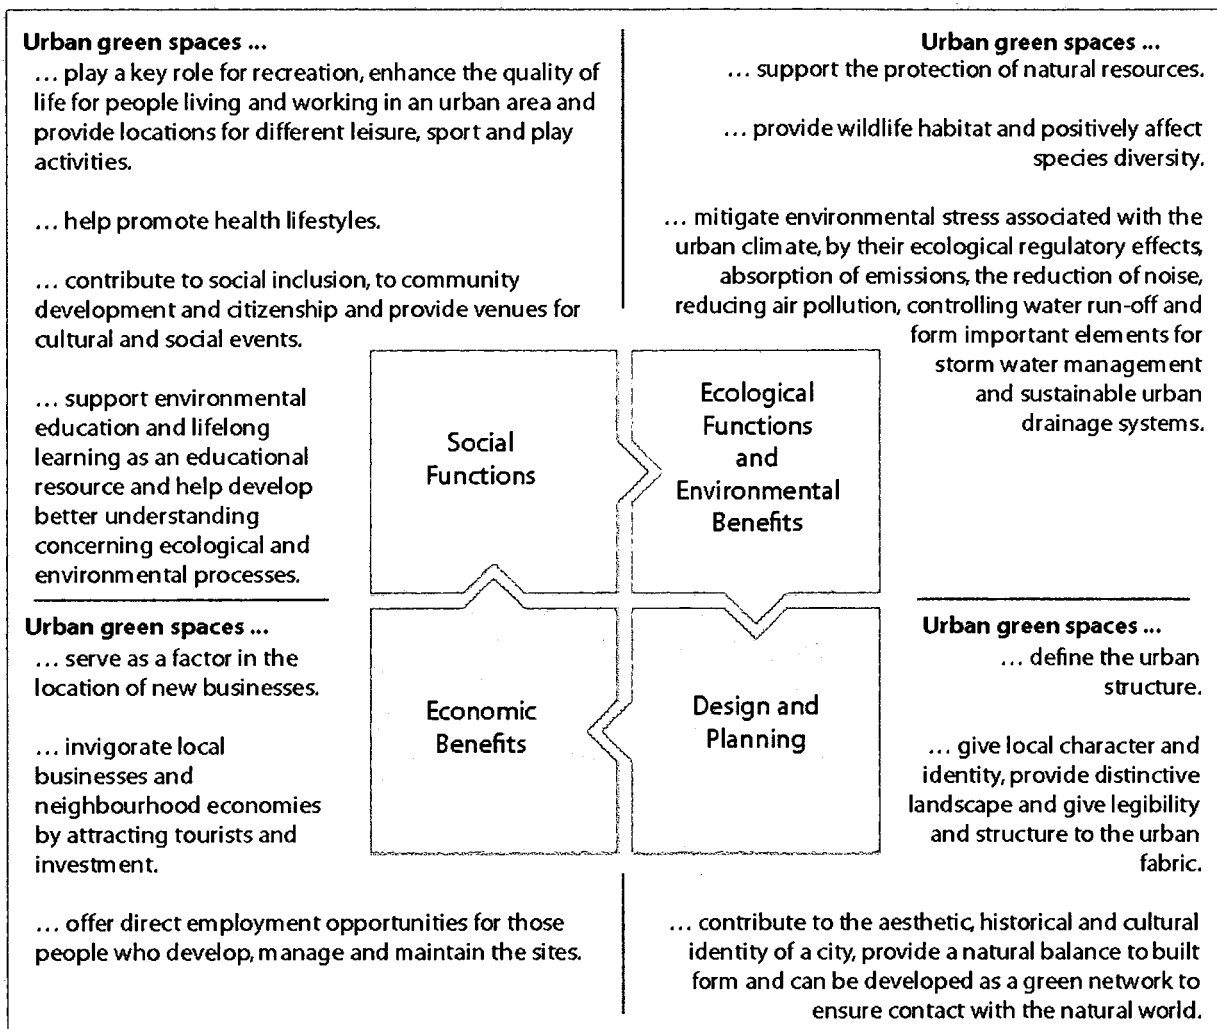 Urban green spaces ...
... play a key role for recreation, enhance the quality of
life for people living and working in an urban area and
provide locations for different leisure, sport and play
activities.
... help promote health lifestyles.
... contribute to social inclusion, to community
development and citizenship and provide venues for
cultural and social events.
... support environmental
education and lifelong
learning as an educational
resource and help develop
better understanding
concerning ecological and
environmental processes.
Urban green spaces ...
... support the protection of natural resources.
... provide wildlife habitat and positively affect
species diversity.
... mitigate environmental stress associated with the
urban climate, by their ecological regulatory effects,
absorption of emissions, the reduction of noise,
reducing air pollution, controlling water run-off and
form important elements for
storm water management
and sustainable urban
drainage systems.
Social
Functions
Ecological
Functions
and
Environmental
Benefits
Economic
Benefits
Design and
Planning
Urban green spaces ...
... serve as a factor in the
location of new businesses.
... invigorate local
businesses and
neighbourhood economies
by attracting tourists and
investment.
... offer direct employment opportunities for those
people who develop, manage and maintain the sites.
Urban green spaces ...
... define the urban
structure.
... give local character and
identity, provide distinctive
landscape and give legibility
and structure to the urban
fabric.
... contribute to the aesthetic, historical and cultural
identity of a city, provide a natural balance to built
form and can be developed as a green network to
ensure contact with the natural world.